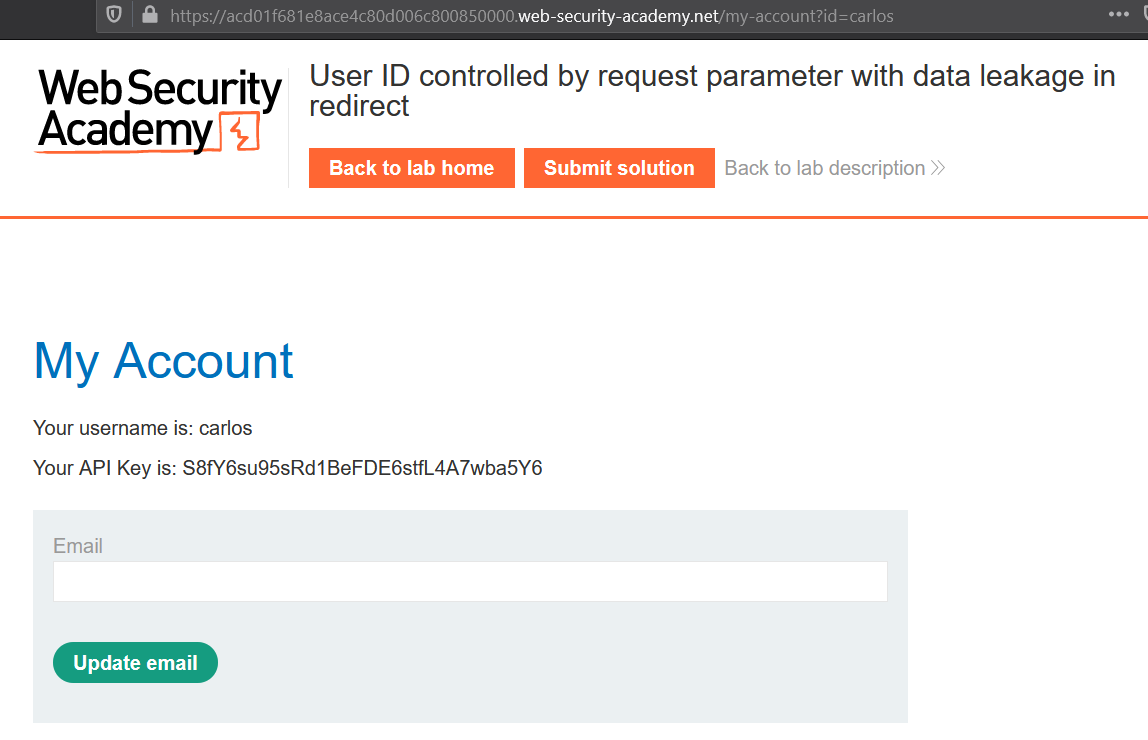 https://acd01f681e8ace4c80d006c800850000.web-security-academy.net/my-account?id=carlos
Web Security
Academy
User ID controlled by request parameter with data leakage in
redirect
Back to lab home
Submit solution
Back to lab description
My Account
Your username is: carlos
Your API Key is: S8fY6su95sRd1BeFDE6stfL4A7wba5Y6
Email
Update email